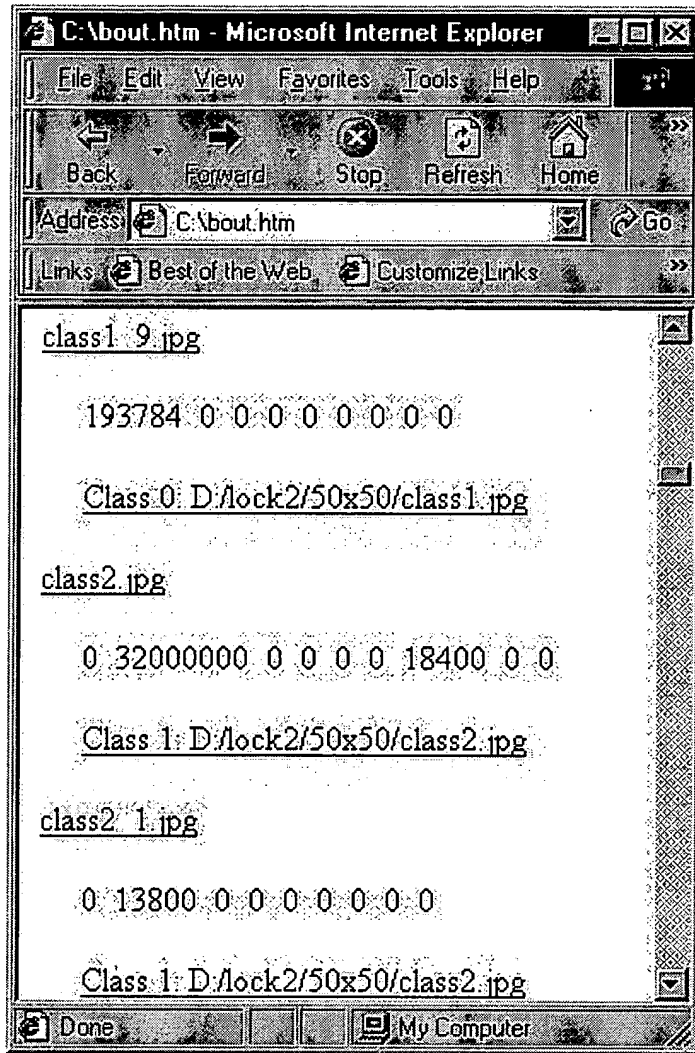 C:\bout.htm - Microsoft Internet Explorer
File Edit View Favorites Tools Help
Back Forward Stop Refresh Home »
Address C:\bout.htm Go
Links Best of the Web Customize Links »
class1_9.jpg
193784 0 0 0 0 0 0 0 0
Class 0: D:/lock2/50x50/class1.jpg
class2.jpg
0 32000000 0 0 0 0 18400 0 0
Class 1: D:/lock2/50x50/class2.jpg
class2_1.jpg
0 13800 0 0 0 0 0 0 0
Class 1: D:/lock2/50x50/class2.jpg
Done My Computer